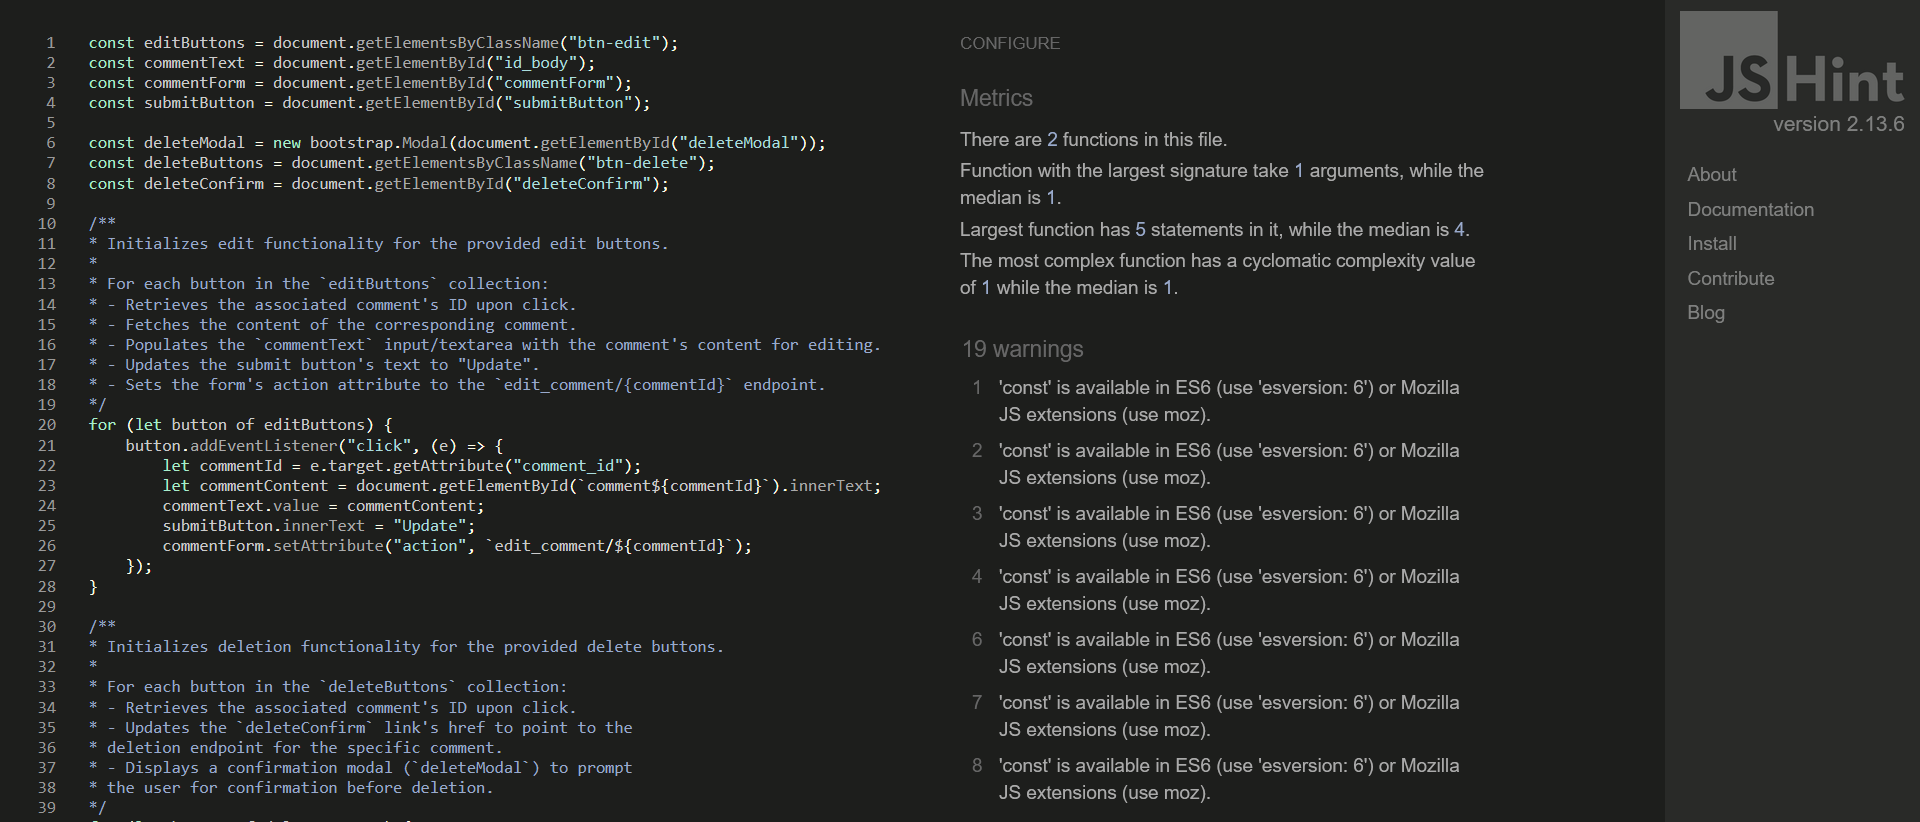 1 const editButtons = document.getElementsByClassName("btn-edit");
2 const commentText = document.getElementById("id_body");
3 const commentForm = document.getElementById("commentForm");
4 const submitButton = document.getElementById("submitButton");
5
6 const deleteModal = new bootstrap.Modal(document.getElementById("deleteModal"));
7 const deleteButtons = document.getElementsByClassName("btn-delete");
8 const deleteConfirm = document.getElementById("deleteConfirm");
9
10 /**
11 * Initializes edit functionality for the provided edit buttons.
12 *
13 * For each button in the `editButtons` collection:
14 * - Retrieves the associated comment's ID upon click.
15 * - Fetches the content of the corresponding comment.
16 * - Populates the `commentText` input/textarea with the comment's content for editing.
17 * - Updates the submit button's text to "Update".
18 * - Sets the form's action attribute to the `edit_comment/{commentId}` endpoint.
19 */
20 for (let button of editButtons) {
21 button.addEventListener("click", (e) => {
22 let commentId = e.target.getAttribute("comment_id");
23 let commentContent = document.getElementById(`comment${commentId}`).innerText;
24 commentText.value = commentContent;
25 submitButton.innerText = "Update";
26 commentForm.setAttribute("action", `edit_comment/${commentId}`);
27 });
28 }
29
30 /**
31 * Initializes deletion functionality for the provided delete buttons.
32 *
33 * For each button in the `deleteButtons` collection:
34 * - Retrieves the associated comment's ID upon click.
35 * - Updates the `deleteConfirm` link's href to point to the
36 * deletion endpoint for the specific comment.
37 * - Displays a confirmation modal (`deleteModal`) to prompt
38 * the user for confirmation before deletion.
39 */
CONFIGURE
Metrics
There are 2 functions in this file.
Function with the largest signature take 1 arguments, while the
median is 1.
Largest function has 5 statements in it, while the median is 4.
The most complex function has a cyclomatic complexity value
of 1 while the median is 1.
19 warnings
1 'const' is available in ES6 (use 'esversion: 6') or Mozilla
JS extensions (use moz).
2 'const' is available in ES6 (use 'esversion: 6') or Mozilla
JS extensions (use moz).
3 'const' is available in ES6 (use 'esversion: 6') or Mozilla
JS extensions (use moz).
4 'const' is available in ES6 (use 'esversion: 6') or Mozilla
JS extensions (use moz).
6 'const' is available in ES6 (use 'esversion: 6') or Mozilla
JS extensions (use moz).
7 'const' is available in ES6 (use 'esversion: 6') or Mozilla
JS extensions (use moz).
8 'const' is available in ES6 (use 'esversion: 6') or Mozilla
JS extensions (use moz).
JSHint
version 2.13.6
About
Documentation
Install
Contribute
Blog